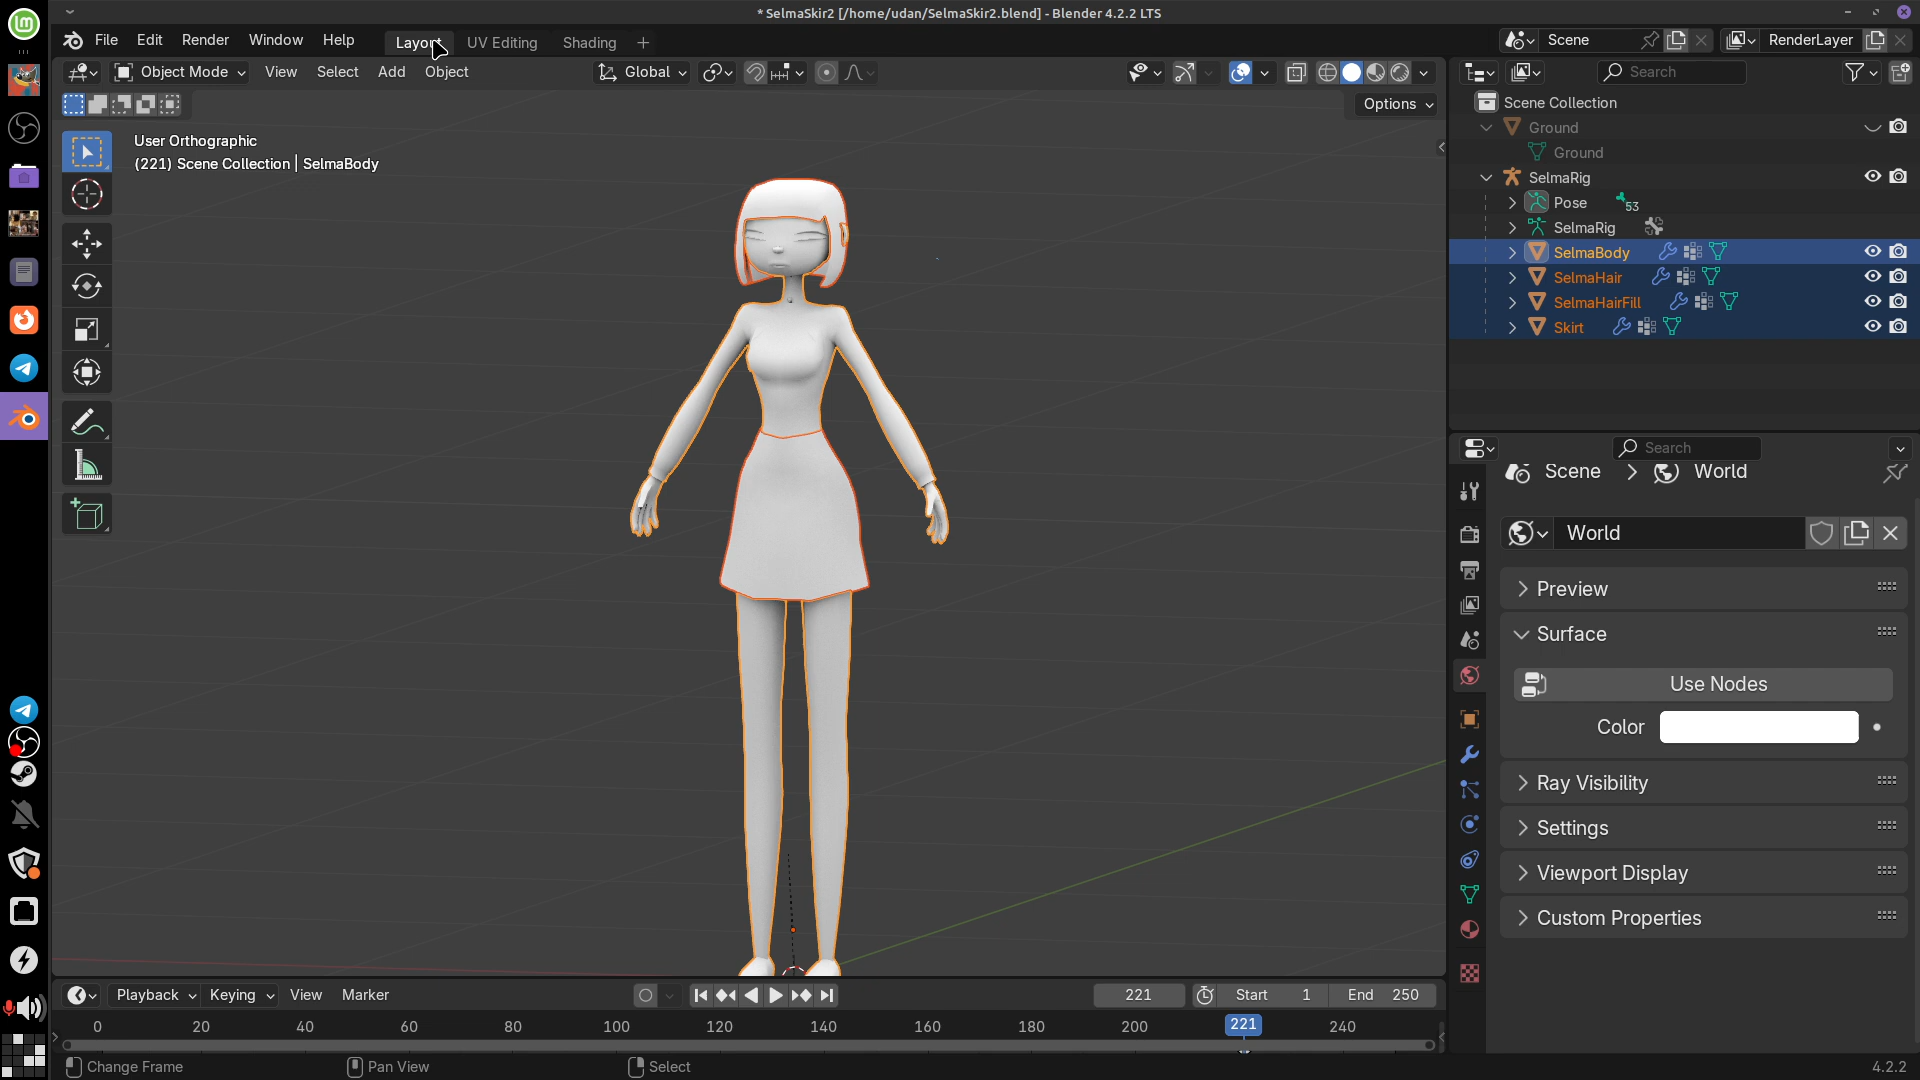 * SelmaSkir2 [/home/udan/SelmaSkir2.blend] - Blender 4.2.2 LTS
File Edit Render Window Help Layout UV Editing Shading
Scene RenderLayer
Object Mode View Select Add Object Global
Search
Options
User Orthographic
(221) Scene Collection | SelmaBody
Scene Collection
Ground
Ground
SelmaRig
Pose 53
SelmaRig
SelmaBody
SelmaHair
SelmaHairFill
Skirt
Search
Scene World
World
Preview
Surface
Use Nodes
Color
Ray Visibility
Settings
Viewport Display
Custom Properties
Playback Keying View Marker 221 Start 1 End 250
0 20 40 60 80 100 120 140 160 180 200 221 240
Change Frame Pan View Select 4.2.2